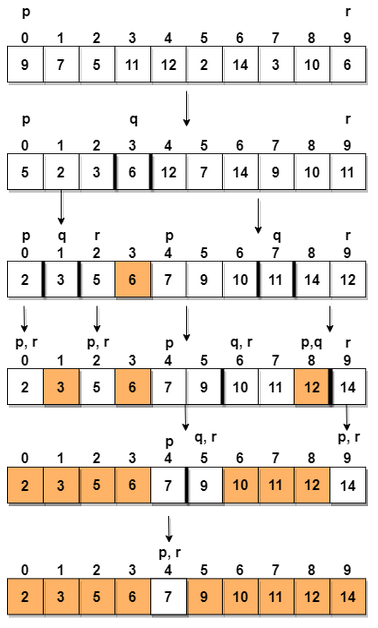 p r
0 1 2 3 4 5 6 7 8 9
9 7 5 11 12 2 14 3 10 6
p q r
0 1 2 3 4 5 6 7 8 9
5 2 3 6 12 7 14 9 10 11
p q r p q r
0 1 2 3 4 5 6 7 8 9
2 3 5 6 7 9 10 11 14 12
p, r p, r p q, r p,q r
0 1 2 3 4 5 6 7 8 9
2 3 5 6 7 9 10 11 12 14
p q, r p, r
0 1 2 3 4 5 6 7 8 9
2 3 5 6 7 9 10 11 12 14
p, r
0 1 2 3 4 5 6 7 8 9
2 3 5 6 7 9 10 11 12 14